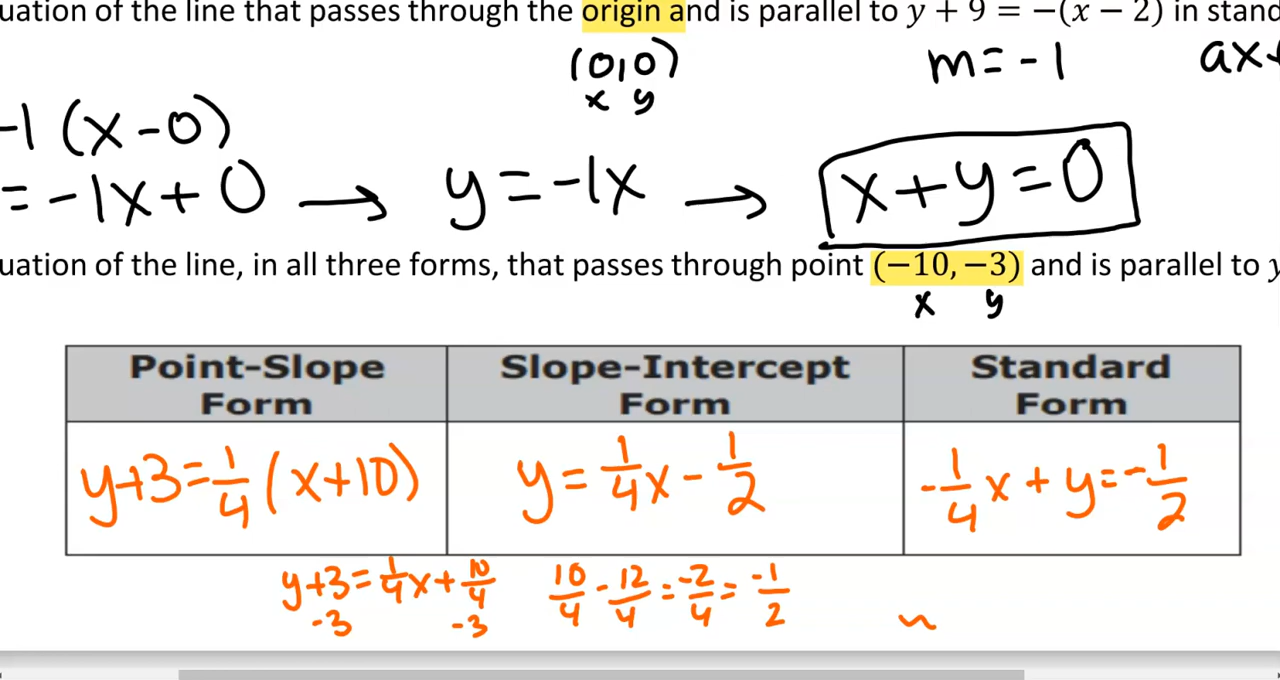 uation of the line that passes through the origin and is parallel to y + 9 = −(x − 2) in stand
(0,0) m = -1 ax+
x y
-1 (x-0)
= -1x + 0 → y = -1x → x+y=0
uation of the line, in all three forms, that passes through point (−10, −3) and is parallel to y
x y
Point-Slope Form
Slope-Intercept Form
Standard Form
y+3=1/4(x+10)
y = 1/4x - 1/2
-1/4x + y = -1/2
y+3=1/4x+10/4 10/4 - 12/4 = -2/4 = -1/2
-3 -3